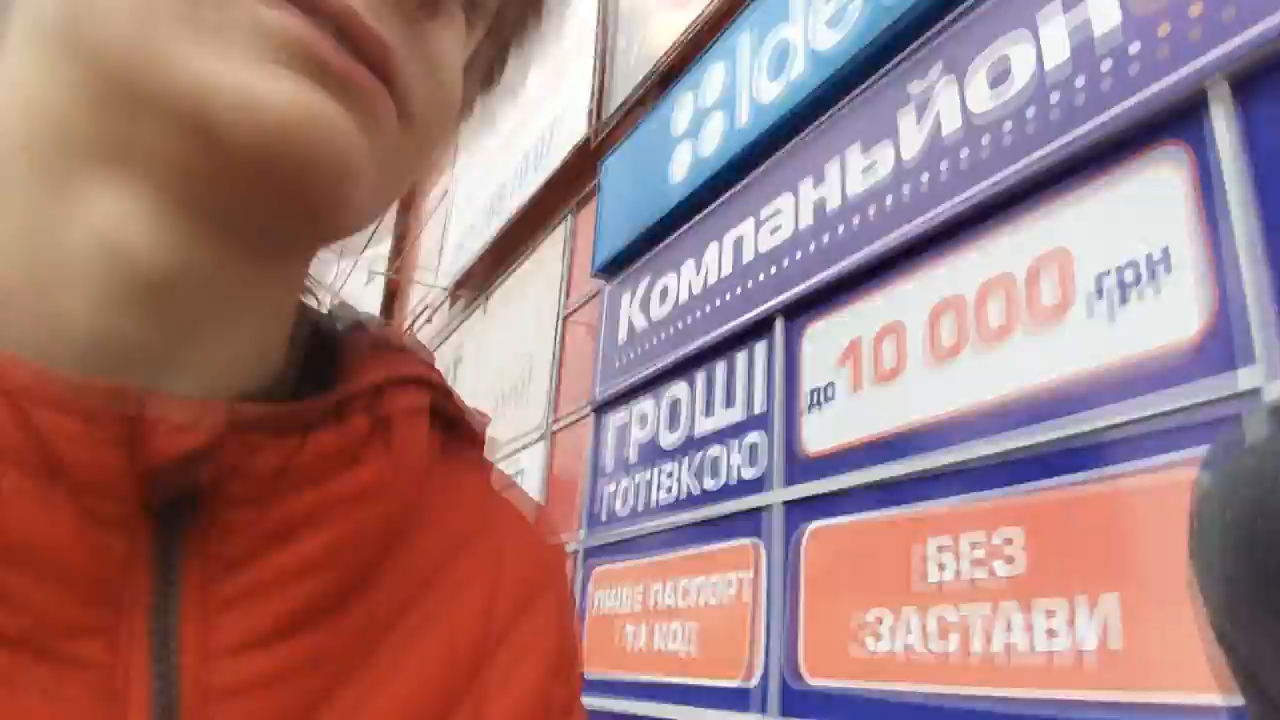 Ide
Компаньйон
ГРОШІ
ГОТІВКОЮ
до 10 000 грн
ЛИШЕ ПАСПОРТ
ТА КОД
БЕЗ
ЗАСТАВИ